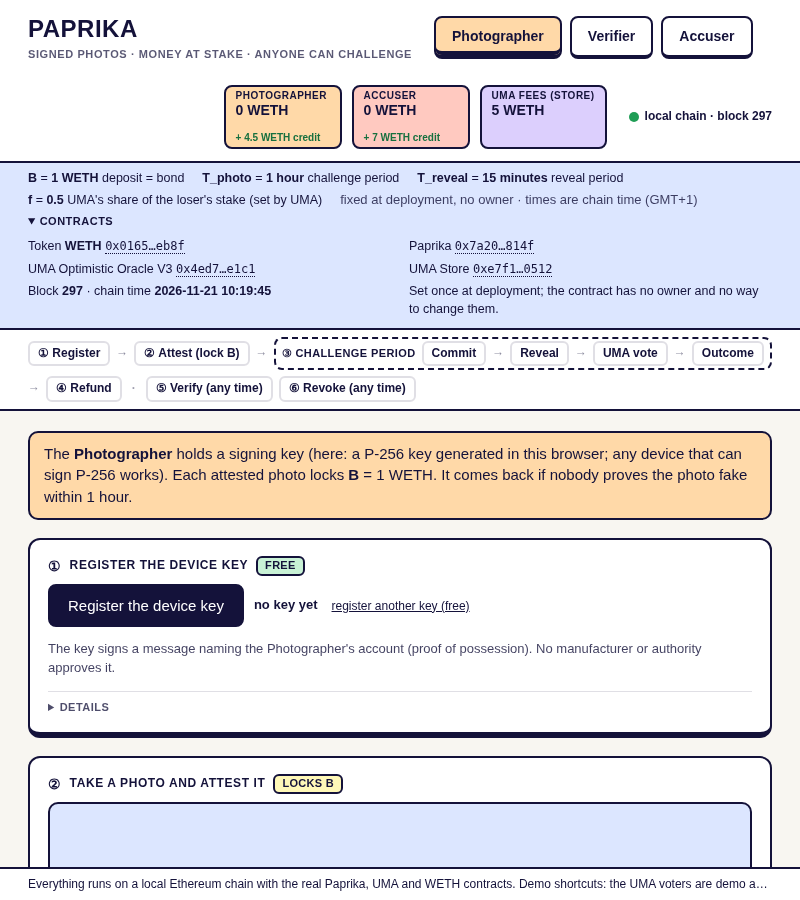 PAPRIKA
SIGNED PHOTOS · MONEY AT STAKE · ANYONE CAN CHALLENGE
Photographer
Verifier
Accuser
PHOTOGRAPHER
0 WETH
+ 4.5 WETH credit
ACCUSER
0 WETH
+ 7 WETH credit
UMA FEES (STORE)
5 WETH
local chain · block 297
B = 1 WETH deposit = bond T_photo = 1 hour challenge period T_reveal = 15 minutes reveal period
f = 0.5 UMA's share of the loser's stake (set by UMA) fixed at deployment, no owner · times are chain time (GMT+1)
▼ CONTRACTS
Token WETH 0x0165…eb8f
Paprika 0x7a20…814f
UMA Optimistic Oracle V3 0x4ed7…e1c1
UMA Store 0xe7f1…0512
Block 297 · chain time 2026-11-21 10:19:45
Set once at deployment; the contract has no owner and no way
to change them.
① Register → ② Attest (lock B) → ③ CHALLENGE PERIOD Commit → Reveal → UMA vote → Outcome
→ ④ Refund · ⑤ Verify (any time) ⑥ Revoke (any time)
The Photographer holds a signing key (here: a P-256 key generated in this browser; any device that can
sign P-256 works). Each attested photo locks B = 1 WETH. It comes back if nobody proves the photo fake
within 1 hour.
① REGISTER THE DEVICE KEY FREE
Register the device key no key yet register another key (free)
The key signs a message naming the Photographer's account (proof of possession). No manufacturer or authority
approves it.
▶ DETAILS
② TAKE A PHOTO AND ATTEST IT LOCKS B
Everything runs on a local Ethereum chain with the real Paprika, UMA and WETH contracts. Demo shortcuts: the UMA voters are demo a…